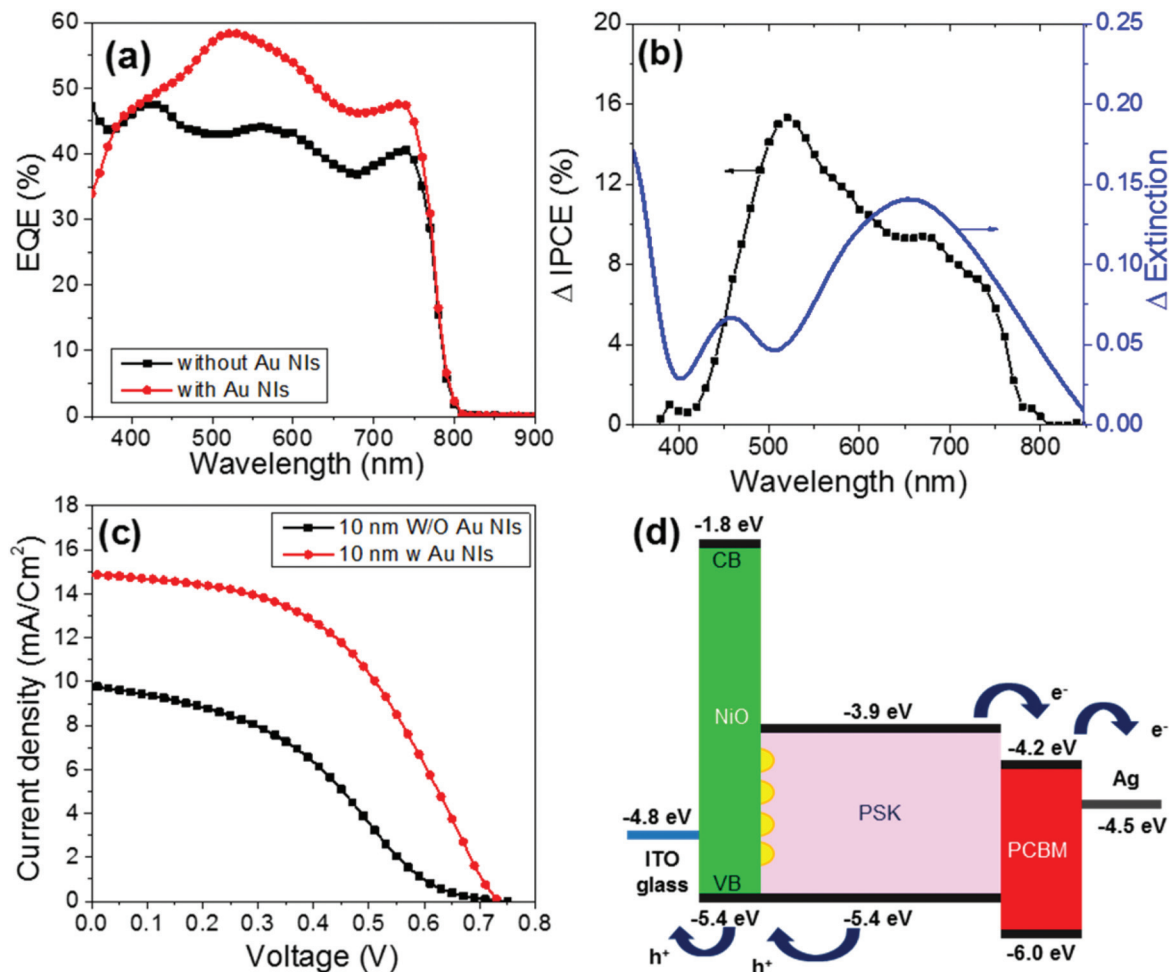 (a)
EQE (%)
60
50
40
30
20
10
0
without Au NIs
with Au NIs
400 500 600 700 800 900
Wavelength (nm)
(b)
Δ IPCE (%)
20
16
12
8
4
0
0.25
0.20
0.15
0.10
0.05
0.00
Δ Extinction
400 500 600 700 800
Wavelength (nm)
(c)
Current density (mA/Cm²)
18
16
14
12
10
8
6
4
2
0
10 nm W/O Au NIs
10 nm w Au NIs
0.0 0.1 0.2 0.3 0.4 0.5 0.6 0.7 0.8
Voltage (V)
(d)
-1.8 eV
CB
NiO
VB
-5.4 eV
h⁺
-4.8 eV
ITO
glass
-3.9 eV
PSK
-5.4 eV
h⁺
e⁻
-4.2 eV
PCBM
-6.0 eV
e⁻
Ag
-4.5 eV